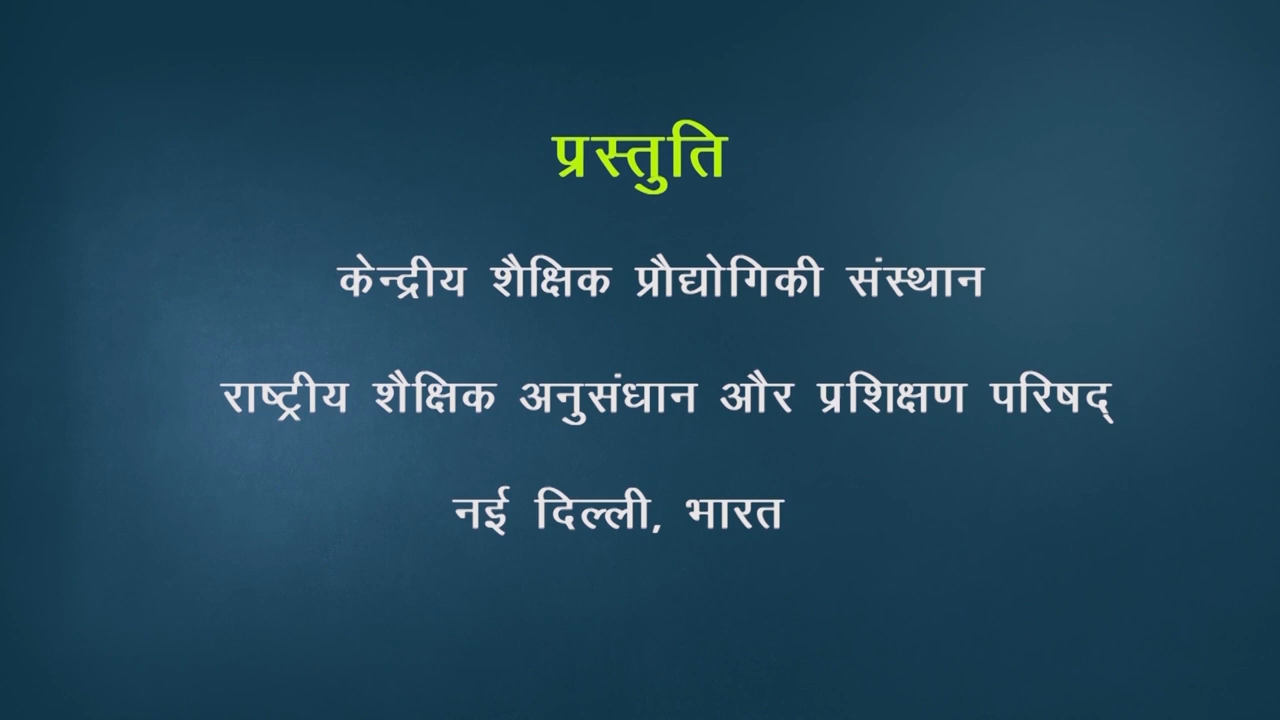 प्रस्तुति
केन्द्रीय शैक्षिक प्रौद्योगिकी संस्थान
राष्ट्रीय शैक्षिक अनुसंधान और प्रशिक्षण परिषद्
नई दिल्ली, भारत